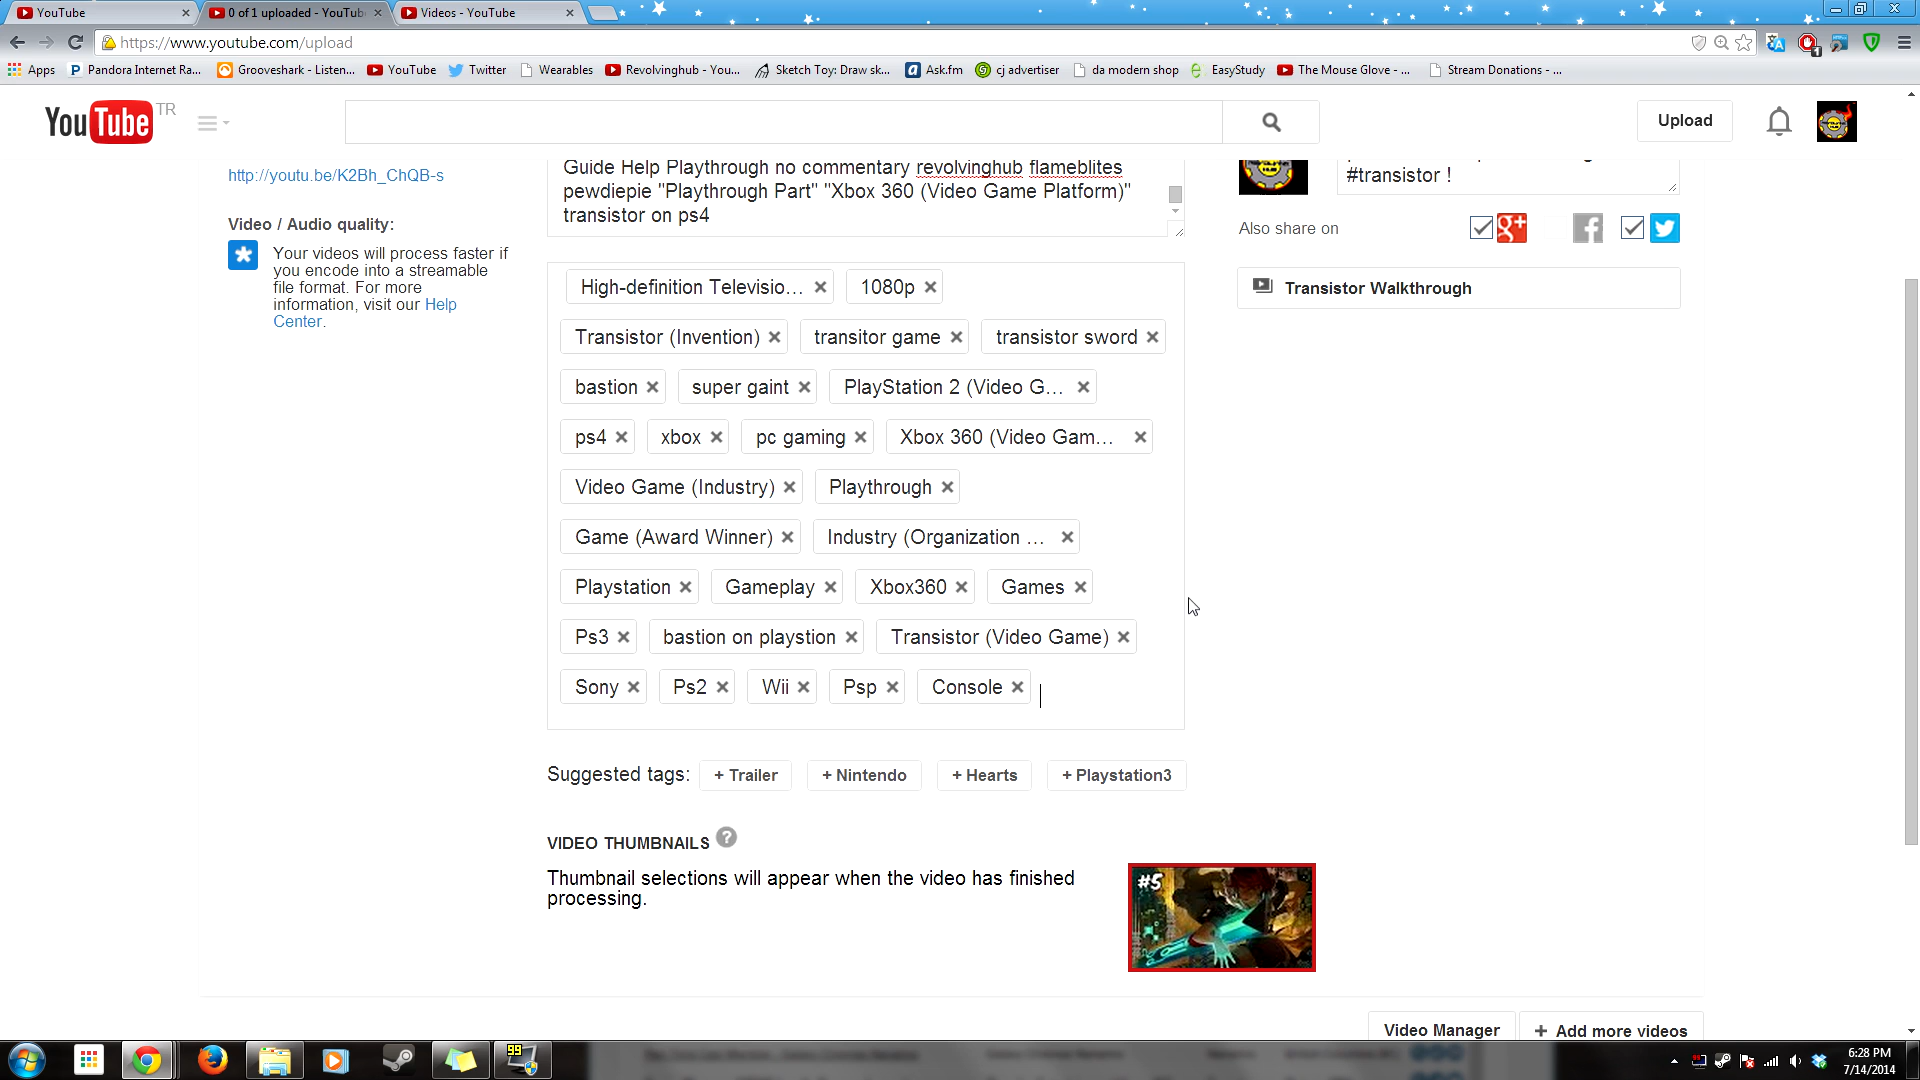 YouTube
0 of 1 uploaded - YouTub
Videos - YouTube
https://www.youtube.com/upload
Apps
Pandora Internet Ra...
Grooveshark - Listen...
YouTube
Twitter
Wearables
Revolvinghub - You...
Sketch Toy: Draw sk...
Ask.fm
cj advertiser
da modern shop
EasyStudy
The Mouse Glove - ...
Stream Donations - ...
YouTube TR
Upload
http://youtu.be/K2Bh_ChQB-s
Video / Audio quality:
Your videos will process faster if
you encode into a streamable
file format. For more
information, visit our Help
Center.
Guide Help Playthrough no commentary revolvinghub flameblites
pewdiepie "Playthrough Part" "Xbox 360 (Video Game Platform)"
transistor on ps4
High-definition Televisio... 1080p
Transistor (Invention) transitor game transistor sword
bastion super gaint PlayStation 2 (Video G...
ps4 xbox pc gaming Xbox 360 (Video Gam...
Video Game (Industry) Playthrough
Game (Award Winner) Industry (Organization ...
Playstation Gameplay Xbox360 Games
Ps3 bastion on playstion Transistor (Video Game)
Sony Ps2 Wii Psp Console
Suggested tags: + Trailer + Nintendo + Hearts + Playstation3
VIDEO THUMBNAILS ?
Thumbnail selections will appear when the video has finished
processing.
#5
#transistor !
Also share on
Transistor Walkthrough
Video Manager
+ Add more videos
99
6:28 PM
7/14/2014